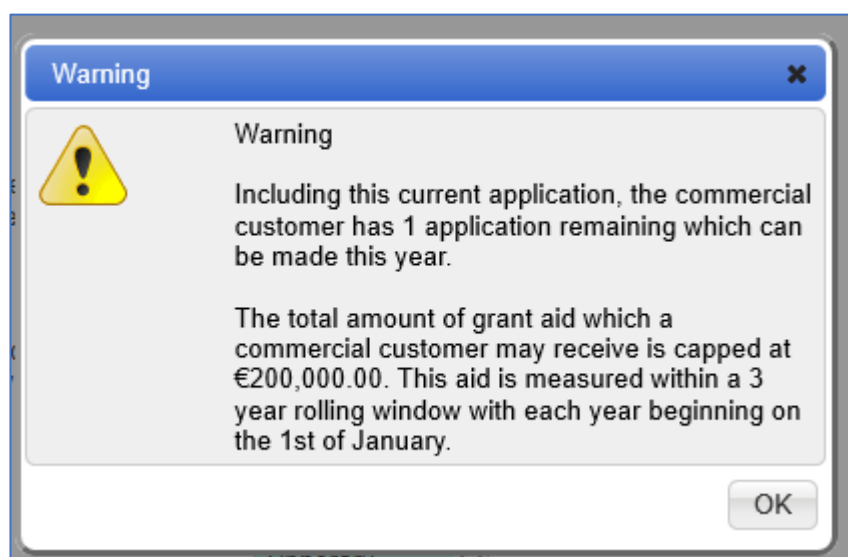 Warning
Warning
Including this current application, the commercial
customer has 1 application remaining which can
be made this year.
The total amount of grant aid which a
commercial customer may receive is capped at
€200,000.00. This aid is measured within a 3
year rolling window with each year beginning on
the 1st of January.
OK